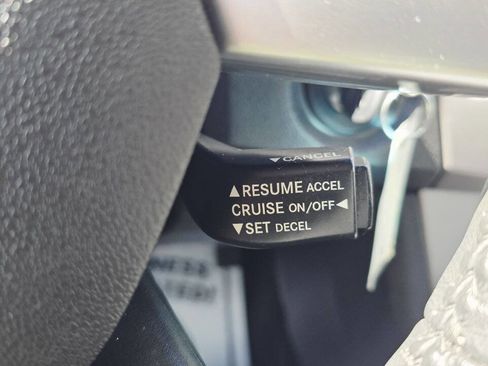 ▼CANCEL
▲RESUME ACCEL
CRUISE ON/OFF◀
▼SET DECEL